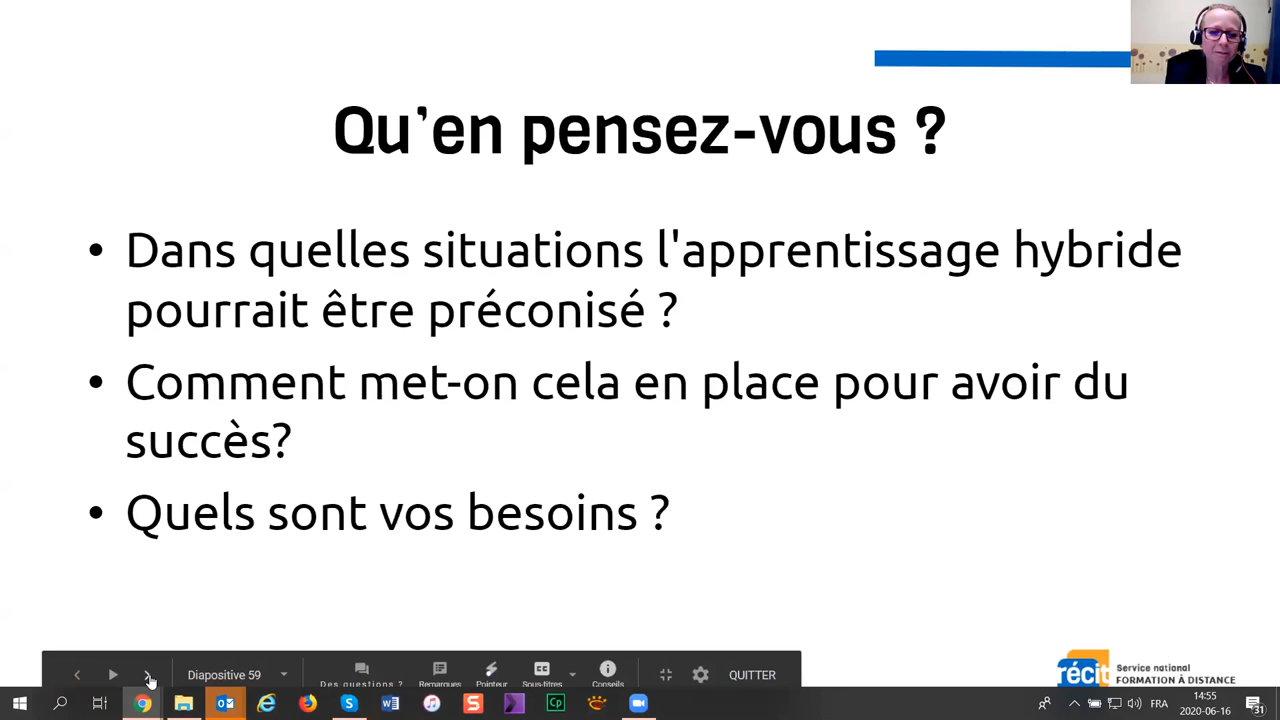 Qu'en pensez-vous ?
• Dans quelles situations l'apprentissage hybride
pourrait être préconisé ?
• Comment met-on cela en place pour avoir du
succès?
• Quels sont vos besoins ?
Diapositive 59
Des questions ?
Remarques
Pointeur
Sous-titres
Conseils
QUITTER
récit
Service national
FORMATION À DISTANCE
FRA
14:55
2020-06-16
31